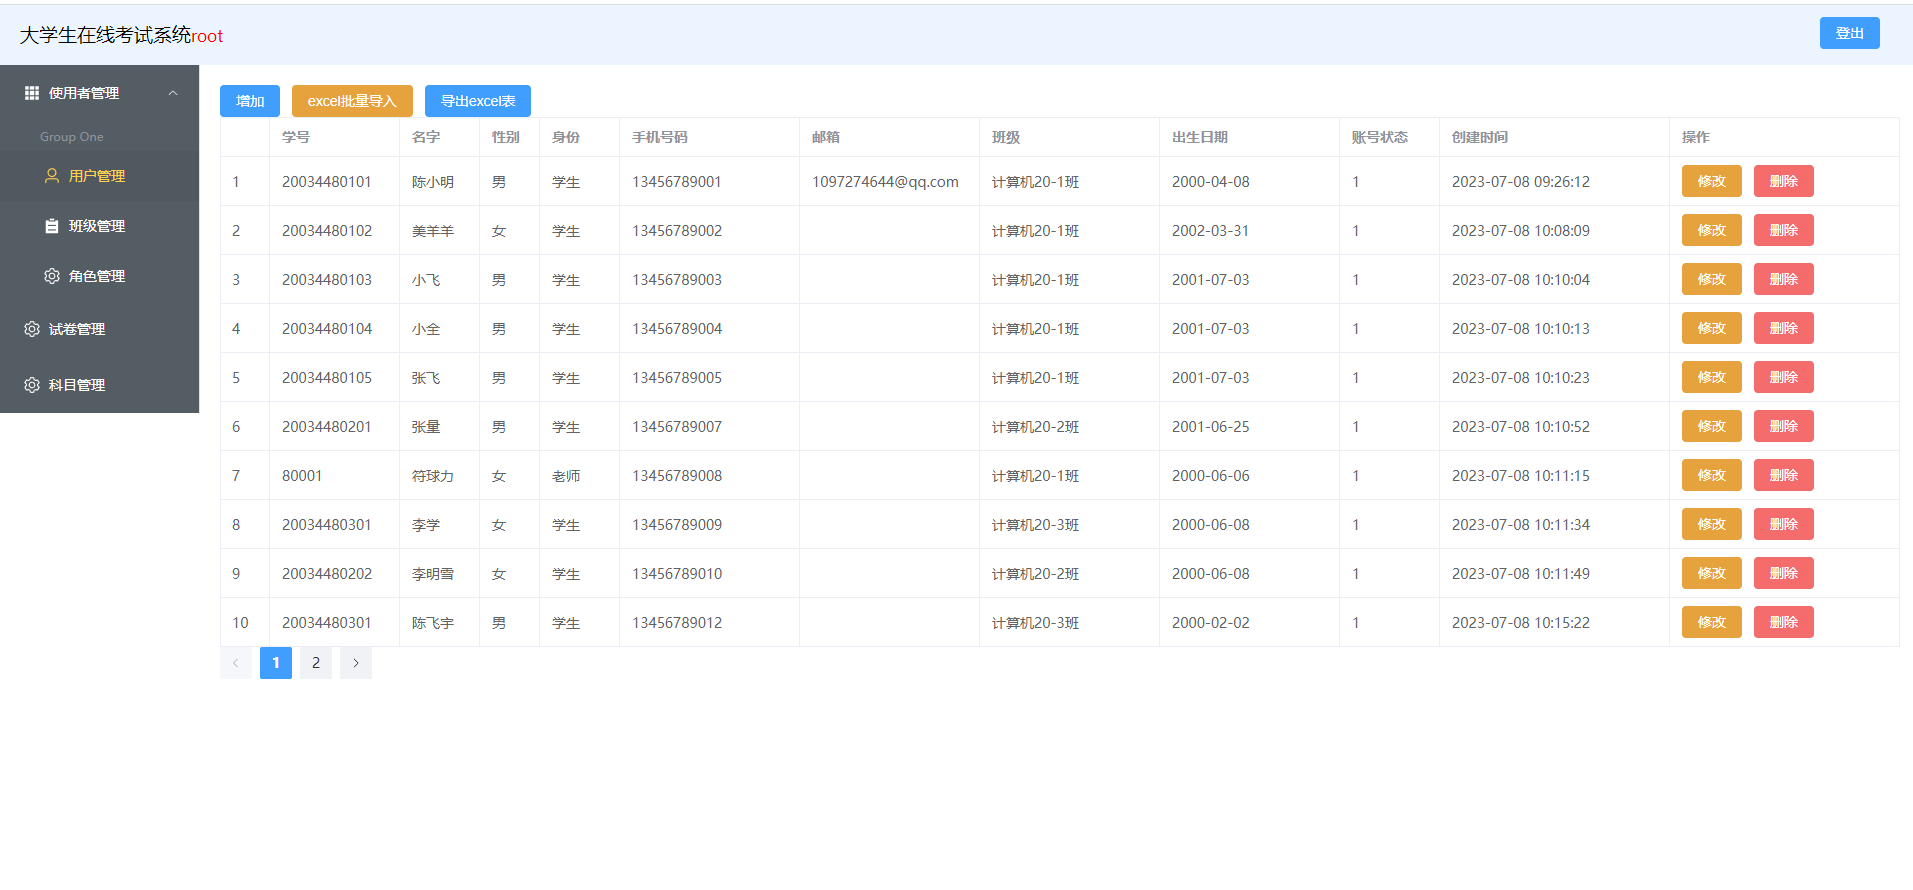 大学生在线考试系统root 登出
使用者管理
Group One
用户管理
班级管理
角色管理
试卷管理
科目管理
增加 excel批量导入 导出excel表
学号 名字 性别 身份 手机号码 邮箱 班级 出生日期 账号状态 创建时间 操作
1 20034480101 陈小明 男 学生 13456789001 1097274644@qq.com 计算机20-1班 2000-04-08 1 2023-07-08 09:26:12 修改 删除
2 20034480102 美羊羊 女 学生 13456789002 计算机20-1班 2002-03-31 1 2023-07-08 10:08:09 修改 删除
3 20034480103 小飞 男 学生 13456789003 计算机20-1班 2001-07-03 1 2023-07-08 10:10:04 修改 删除
4 20034480104 小全 男 学生 13456789004 计算机20-1班 2001-07-03 1 2023-07-08 10:10:13 修改 删除
5 20034480105 张飞 男 学生 13456789005 计算机20-1班 2001-07-03 1 2023-07-08 10:10:23 修改 删除
6 20034480201 张量 男 学生 13456789007 计算机20-2班 2001-06-25 1 2023-07-08 10:10:52 修改 删除
7 80001 符球力 女 老师 13456789008 计算机20-1班 2000-06-06 1 2023-07-08 10:11:15 修改 删除
8 20034480301 李学 女 学生 13456789009 计算机20-3班 2000-06-08 1 2023-07-08 10:11:34 修改 删除
9 20034480202 李明雪 女 学生 13456789010 计算机20-2班 2000-06-08 1 2023-07-08 10:11:49 修改 删除
10 20034480301 陈飞宇 男 学生 13456789012 计算机20-3班 2000-02-02 1 2023-07-08 10:15:22 修改 删除
1 2